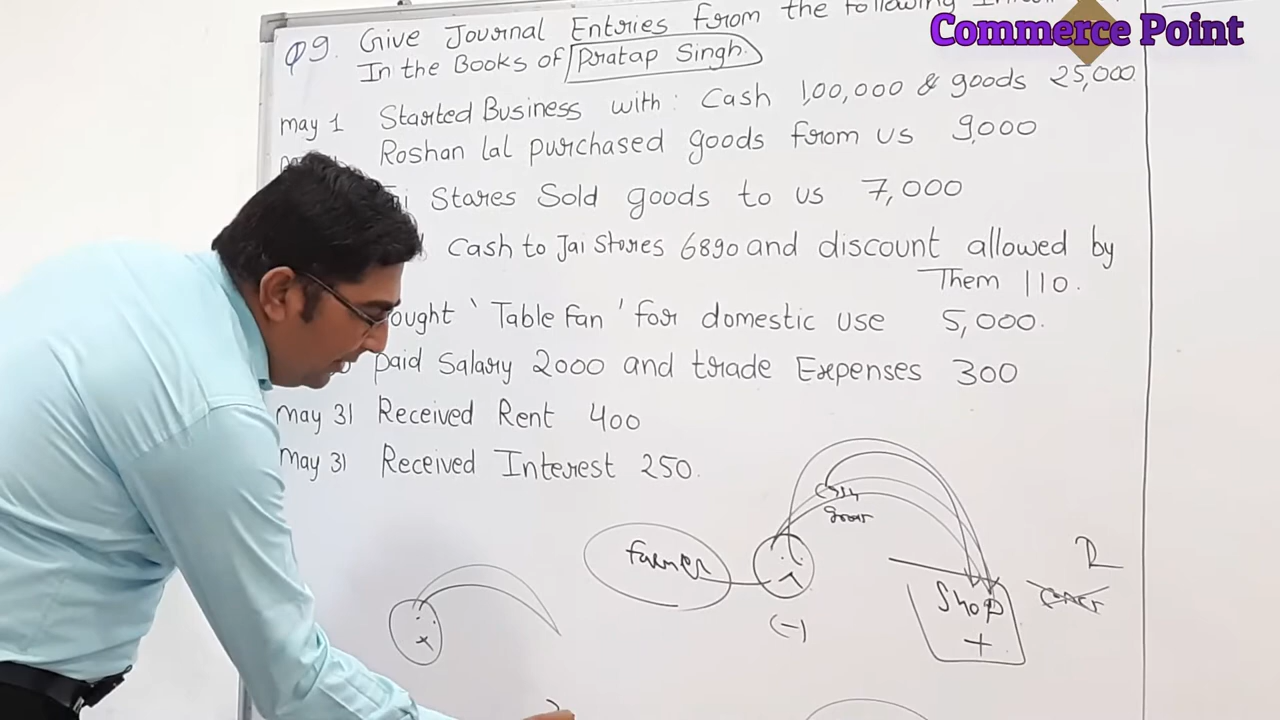 Commerce Point
Q9. Give Journal Entries from the following
In the Books of Pratap Singh.
may 1 Started Business with: Cash 1,00,000 & goods 25,000
Roshan lal purchased goods from us 9,000
Stores Sold goods to us 7,000
Cash to Jai Stores 6890 and discount allowed by
Them 110.
ought 'Table Fan' for domestic use 5,000.
paid Salary 2000 and trade Expenses 300
may 31 Received Rent 400
may 31 Received Interest 250.
Cash
farmer
Shop
+
(-)